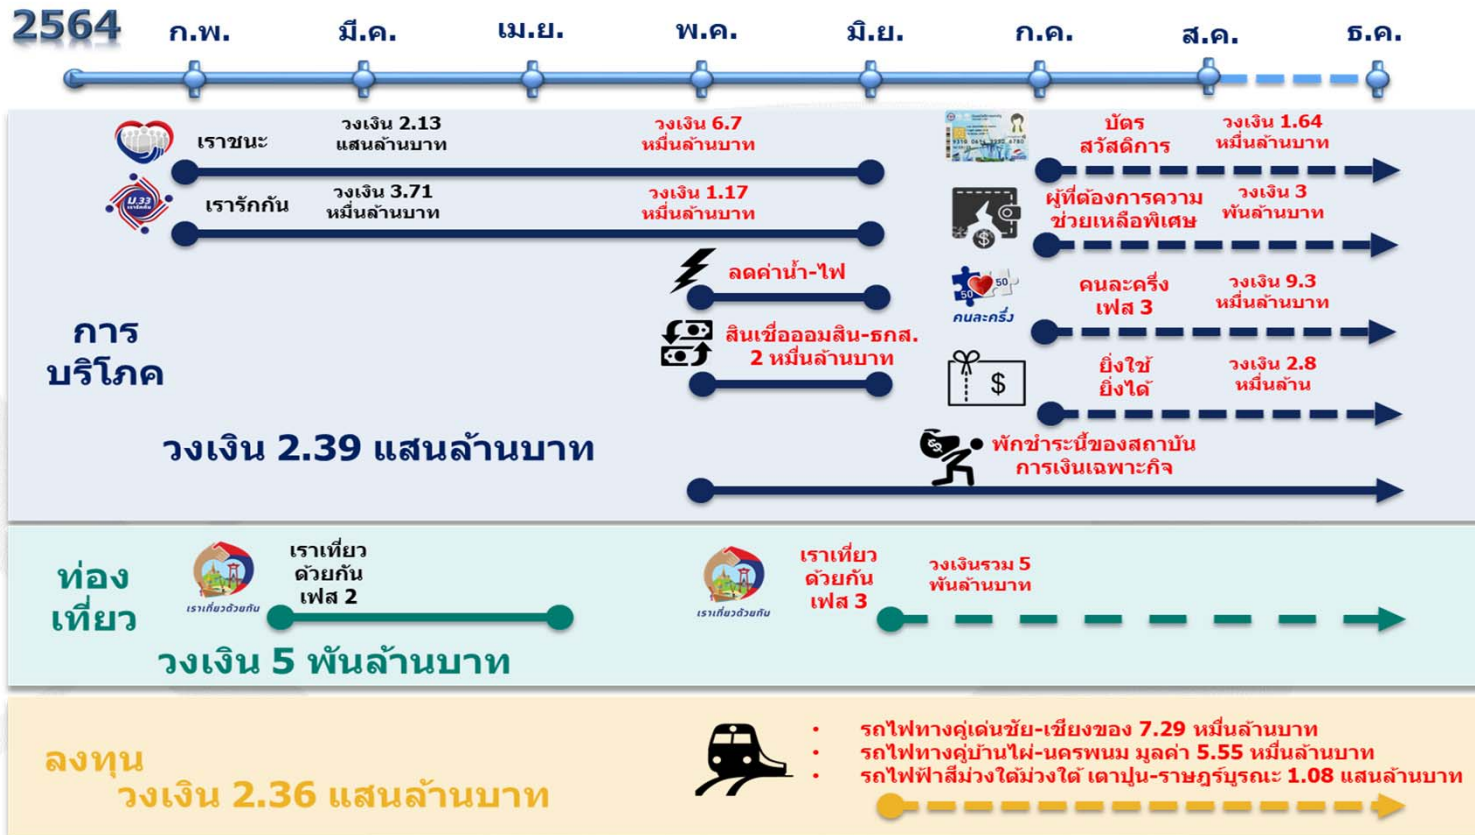 2564
ก.พ.
มี.ค.
เม.ย.
พ.ค.
มิ.ย.
ก.ค.
ส.ค.
ธ.ค.
เราชนะ
วงเงิน 2.13
แสนล้านบาท
วงเงิน 6.7
หมื่นล้านบาท
ม.33
เรารักกัน
เรารักกัน
วงเงิน 3.71
หมื่นล้านบาท
วงเงิน 1.17
หมื่นล้านบาท
บัตร
สวัสดิการ
วงเงิน 1.64
หมื่นล้านบาท
ผู้ที่ต้องการความ
ช่วยเหลือพิเศษ
วงเงิน 3
พันล้านบาท
ลดค่าน้ำ-ไฟ
50
50
คนละครึ่ง
คนละครึ่ง
เฟส 3
วงเงิน 9.3
หมื่นล้านบาท
สินเชื่อออมสิน-ธกส.
2 หมื่นล้านบาท
$
ยิ่งใช้
ยิ่งได้
วงเงิน 2.8
หมื่นล้าน
การ
บริโภค
วงเงิน 2.39 แสนล้านบาท
พักชำระนี้ของสถาบัน
การเงินเฉพาะกิจ
ท่อง
เที่ยว
เราเที่ยวด้วยกัน
เราเที่ยว
ด้วยกัน
เฟส 2
เราเที่ยวด้วยกัน
เราเที่ยว
ด้วยกัน
เฟส 3
วงเงินรวม 5
พันล้านบาท
วงเงิน 5 พันล้านบาท
ลงทุน
วงเงิน 2.36 แสนล้านบาท
• รถไฟทางคู่เด่นชัย-เชียงของ 7.29 หมื่นล้านบาท
• รถไฟทางคู่บ้านไผ่-นครพนม มูลค่า 5.55 หมื่นล้านบาท
• รถไฟฟ้าสีม่วงใต้ม่วงใต้ เตาปูน-ราษฎร์บูรณะ 1.08 แสนล้านบาท